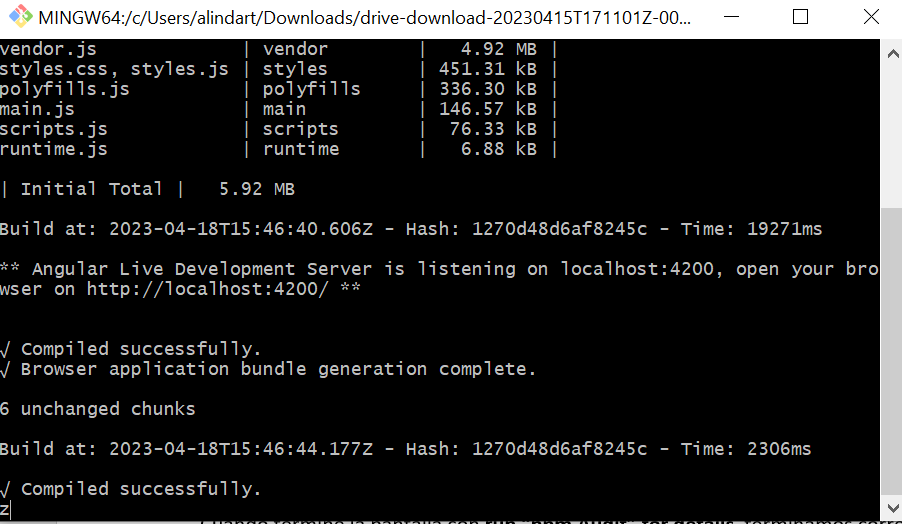 MINGW64:/c/Users/alindart/Downloads/drive-download-20230415T171101Z-00...
vendor.js | vendor | 4.92 MB |
styles.css, styles.js | styles | 451.31 kB |
polyfills.js | polyfills | 336.30 kB |
main.js | main | 146.57 kB |
scripts.js | scripts | 76.33 kB |
runtime.js | runtime | 6.88 kB |
| Initial Total | 5.92 MB
Build at: 2023-04-18T15:46:40.606Z - Hash: 1270d48d6af8245c - Time: 19271ms
** Angular Live Development Server is listening on localhost:4200, open your bro
wser on http://localhost:4200/ **
√ Compiled successfully.
√ Browser application bundle generation complete.
6 unchanged chunks
Build at: 2023-04-18T15:46:44.177Z - Hash: 1270d48d6af8245c - Time: 2306ms
√ Compiled successfully.
z